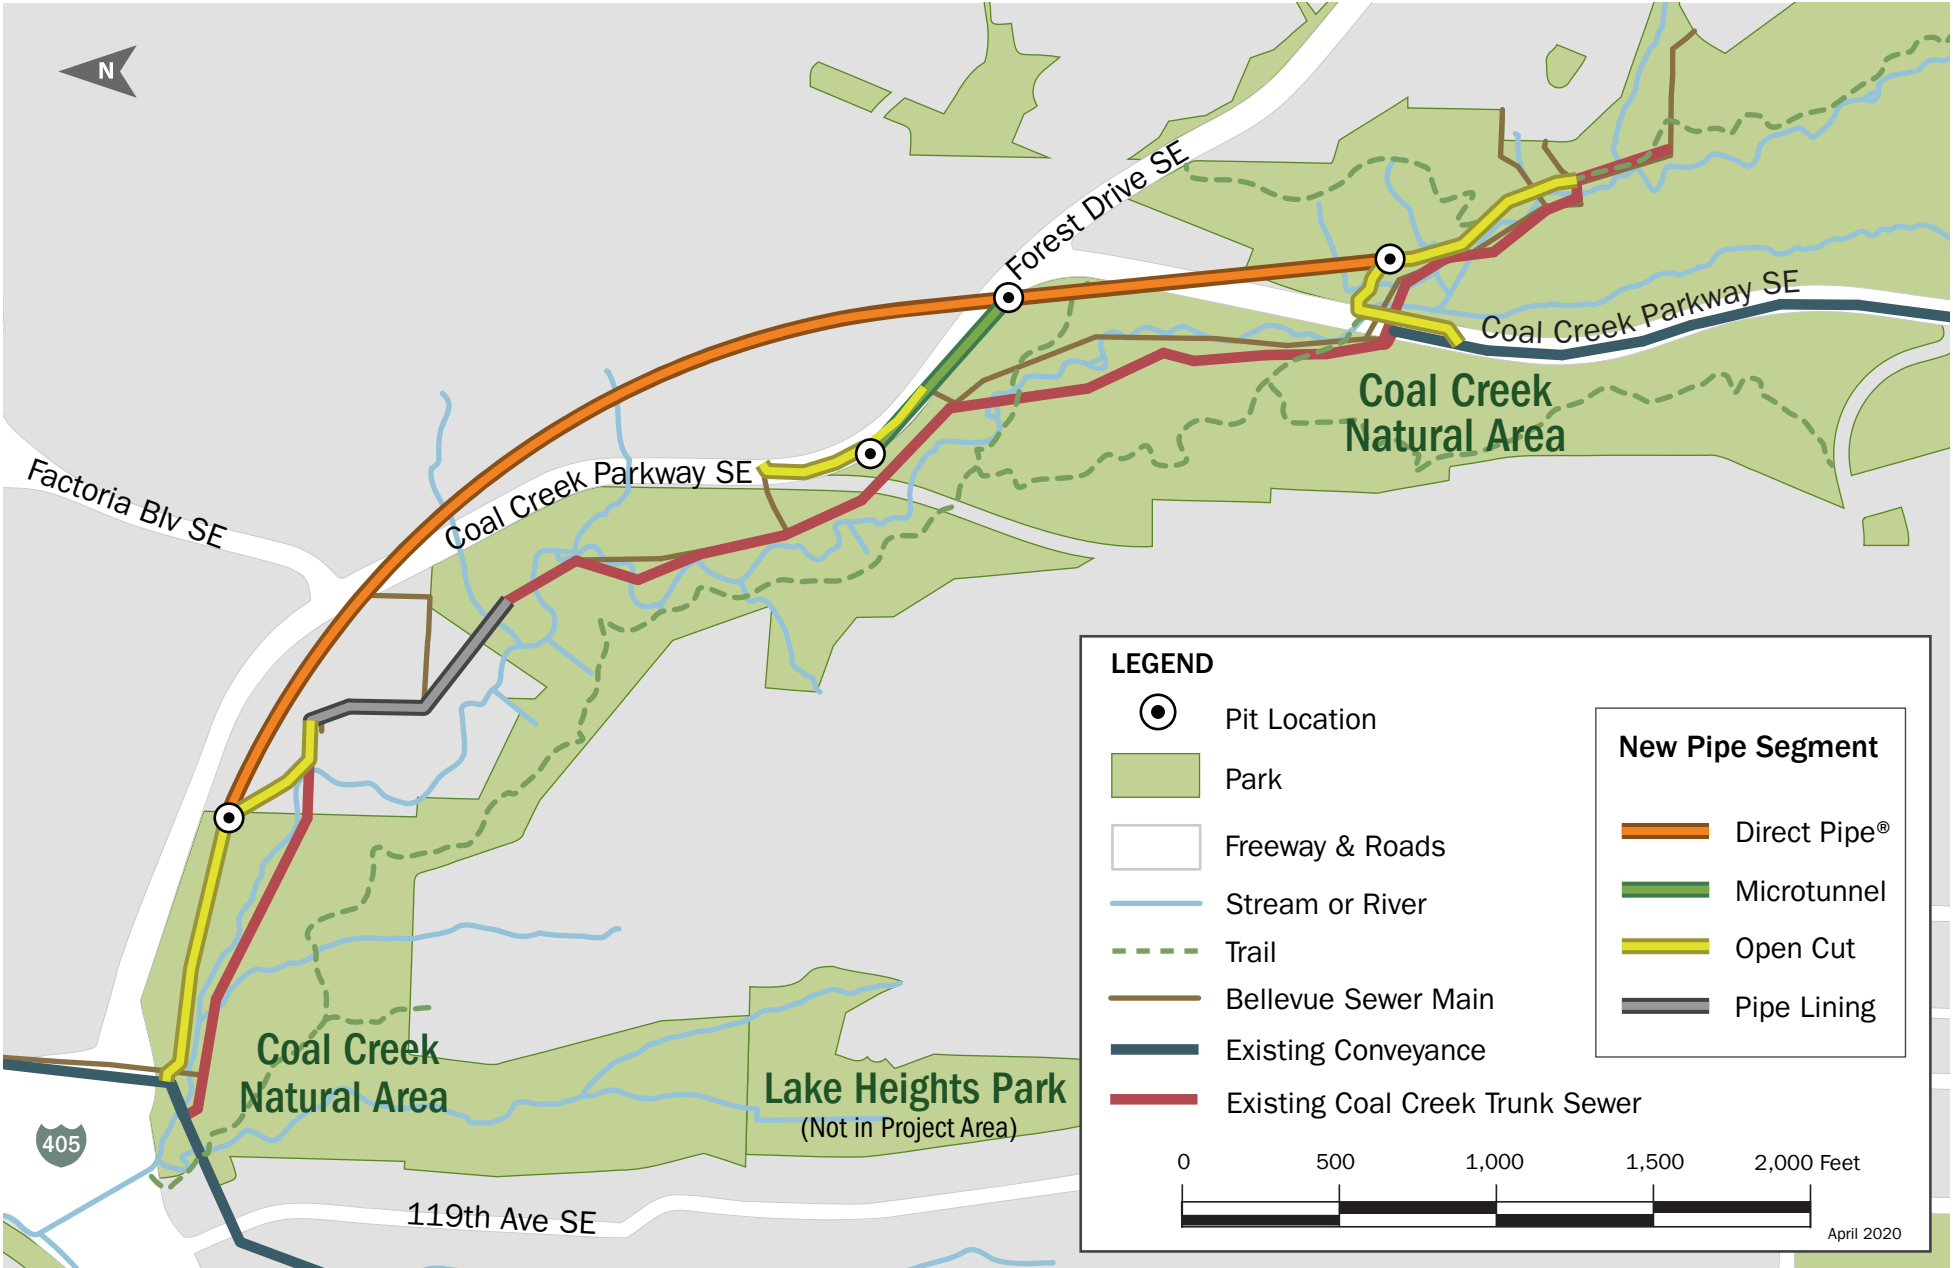 N
Forest Drive SE
Coal Creek Parkway SE
Coal Creek
Natural Area
Coal Creek Parkway SE
Factoria Blv SE
Coal Creek
Natural Area
Lake Heights Park
(Not in Project Area)
405
119th Ave SE
LEGEND
Pit Location
Park
Freeway & Roads
Stream or River
Trail
Bellevue Sewer Main
Existing Conveyance
Existing Coal Creek Trunk Sewer
New Pipe Segment
Direct Pipe®
Microtunnel
Open Cut
Pipe Lining
0 500 1,000 1,500 2,000 Feet
April 2020